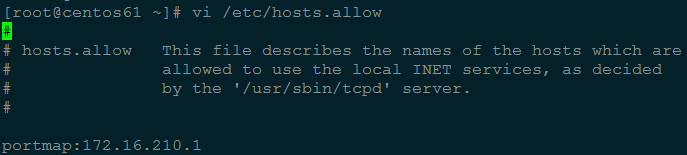 [root@centos61 ~]# vi /etc/hosts.allow
#
# hosts.allow   This file describes the names of the hosts which are
#               allowed to use the local INET services, as decided
#               by the '/usr/sbin/tcpd' server.
#
portmap:172.16.210.1